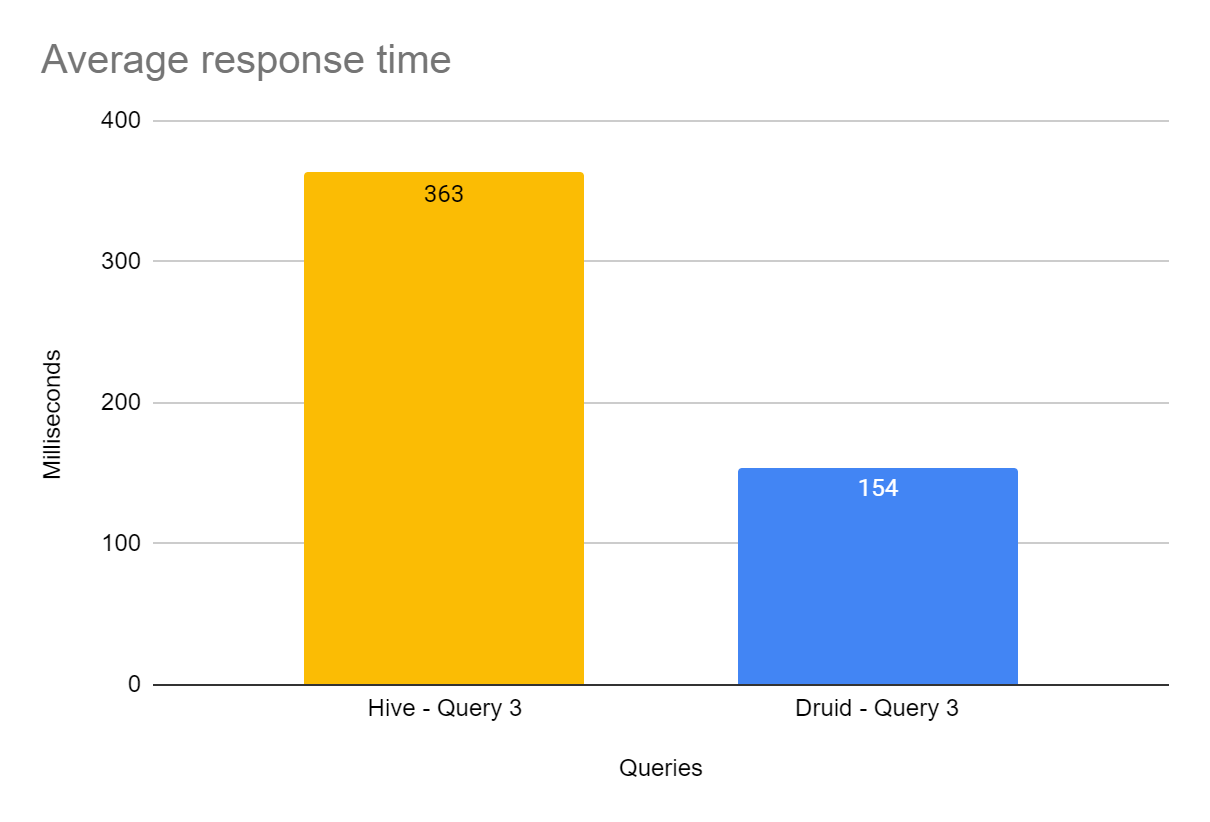 Average response time
400
363
300
Milliseconds
200
154
100
0
Hive - Query 3
Druid - Query 3
Queries